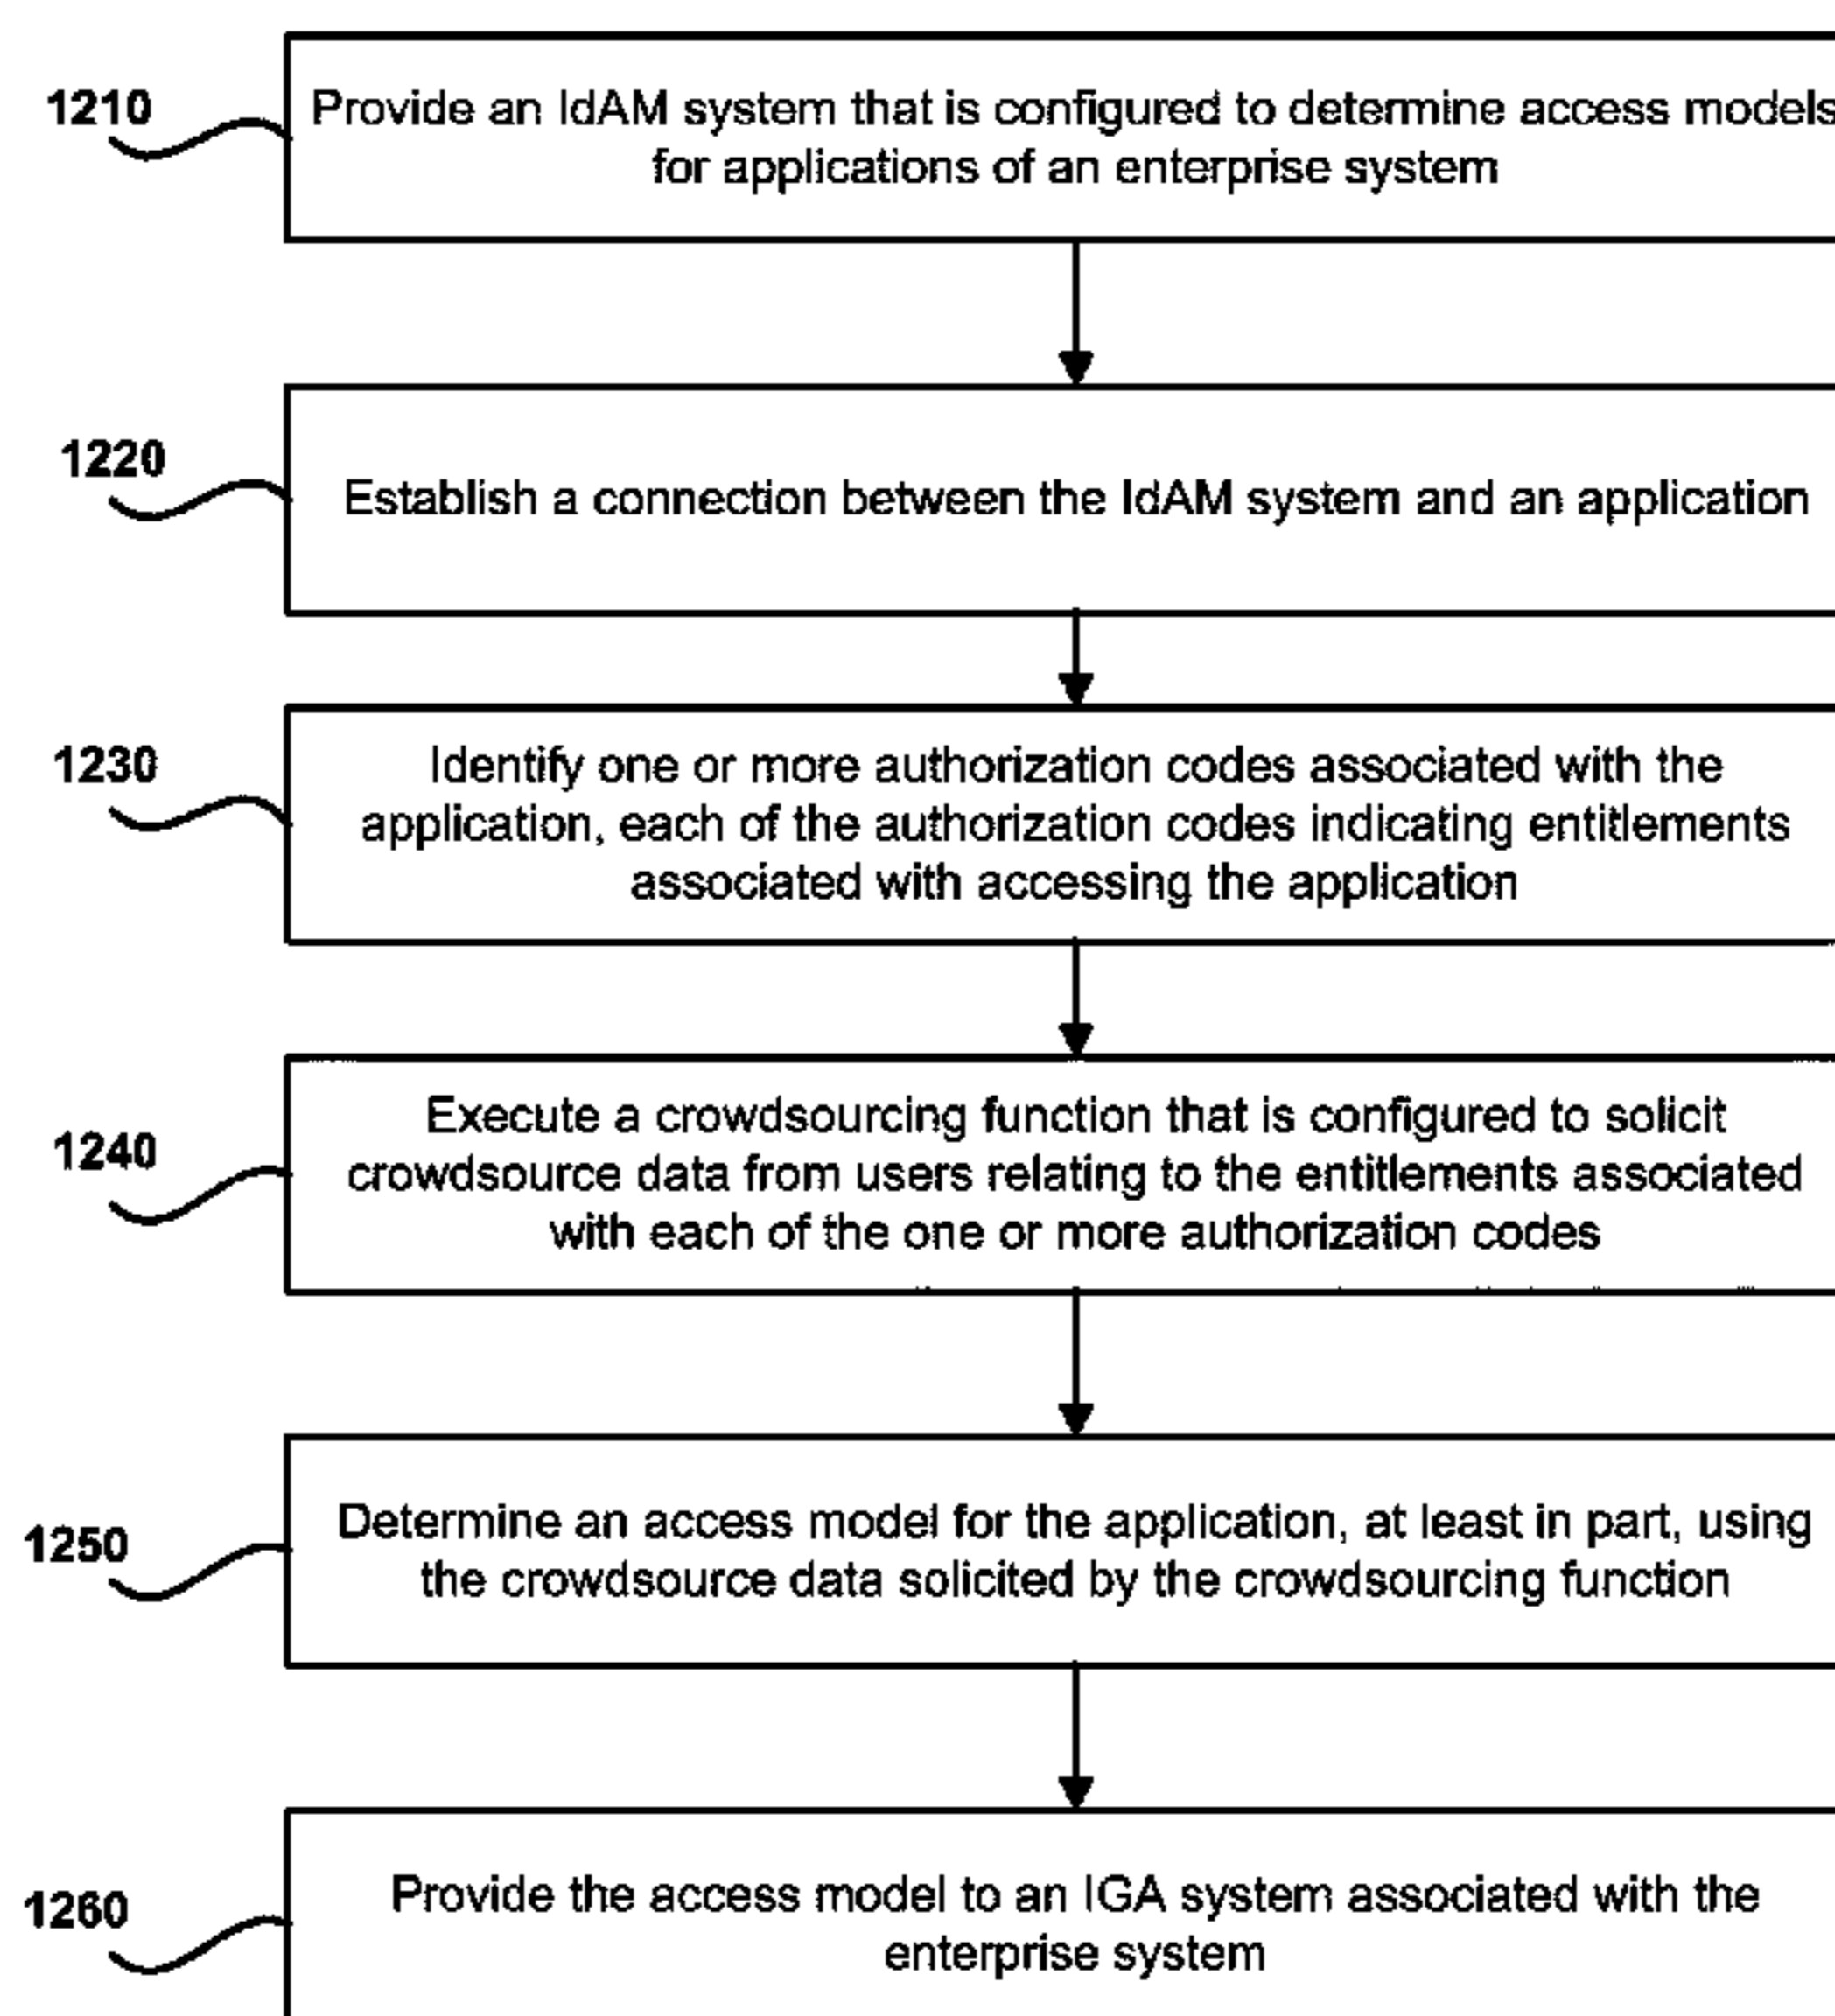 1210
Provide an IdAM system that is configured to determine access models
for applications of an enterprise system
1220
Establish a connection between the IdAM system and an application
1230
Identify one or more authorization codes associated with the
application, each of the authorization codes indicating entitlements
associated with accessing the application
1240
Execute a crowdsourcing function that is configured to solicit
crowdsource data from users relating to the entitlements associated
with each of the one or more authorization codes
1250
Determine an access model for the application, at least in part, using
the crowdsource data solicited by the crowdsourcing function
1260
Provide the access model to an IGA system associated with the
enterprise system